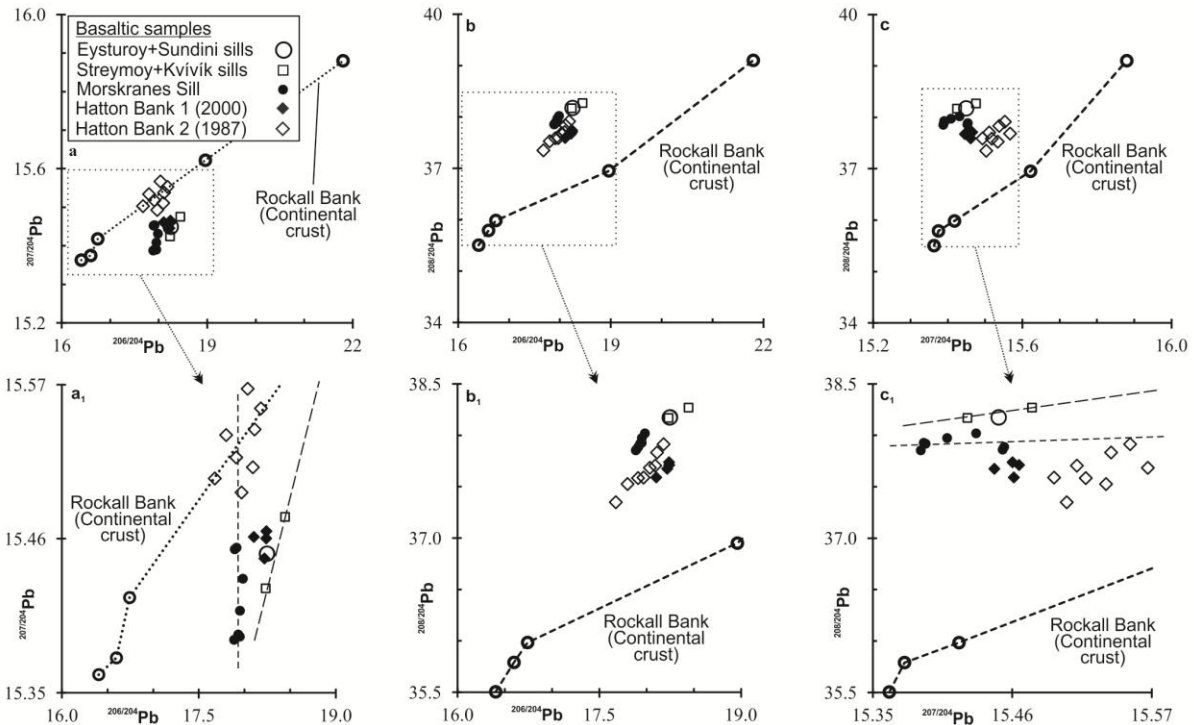 Basaltic samples
Eysturoy+Sundini sills
Streymoy+Kvívík sills
Morskranes Sill
Hatton Bank 1 (2000)
Hatton Bank 2 (1987)
a
16.0
15.6
15.2
207/204Pb
16
19
22
206/204Pb
Rockall Bank
(Continental
crust)
b
40
37
34
208/204Pb
16
19
22
206/204Pb
Rockall Bank
(Continental
crust)
c
40
37
34
208/204Pb
15.2
15.6
16.0
207/204Pb
Rockall Bank
(Continental
crust)
a1
15.57
15.46
15.35
207/204Pb
16.0
17.5
19.0
206/204Pb
Rockall Bank
(Continental
crust)
b1
38.5
37.0
35.5
208/204Pb
16.0
17.5
19.0
206/204Pb
Rockall Bank
(Continental
crust)
c1
38.5
37.0
35.5
208/204Pb
15.35
15.46
15.57
207/204Pb
Rockall Bank
(Continental
crust)